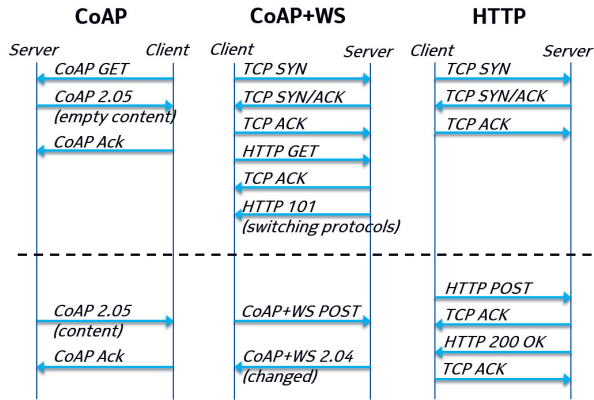 CoAP
Server Client
CoAP GET
CoAP 2.05
(empty content)
CoAP Ack
CoAP 2.05
(content)
CoAP Ack
CoAP+WS
Client Server
TCP SYN
TCP SYN/ACK
TCP ACK
HTTP GET
TCP ACK
HTTP 101
(switching protocols)
CoAP+WS POST
CoAP+WS 2.04
(changed)
HTTP
Client Server
TCP SYN
TCP SYN/ACK
TCP ACK
HTTP POST
TCP ACK
HTTP 200 OK
TCP ACK